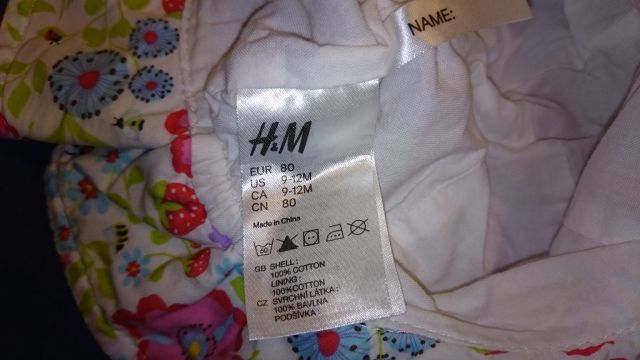 NAME:
H&M
EUR 80
US 9-12M
CA 9-12M
CN 80
Made in China
60
GB SHELL:
100% COTTON
LINING:
100%COTTON
CZ SVRCHNÍ LÁTKA:
100% BAVLNA
PODŠÍVKA: